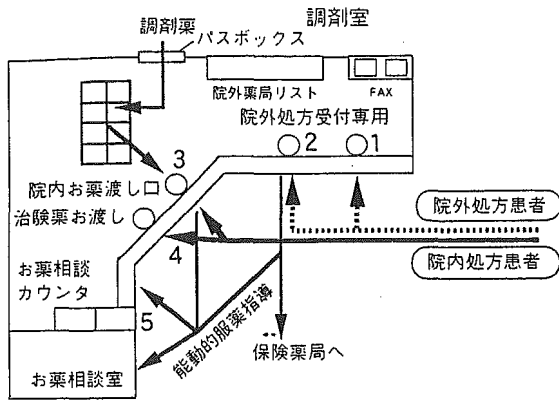 調剤室
調剤薬
パスボックス
院外薬局リスト
FAX
院外処方受付専用
2
1
3
院内お薬渡し口
治験薬お渡し
院外処方患者
院内処方患者
4
お薬相談
カウンタ
5
能動的服薬指導
保険薬局へ
お薬相談室